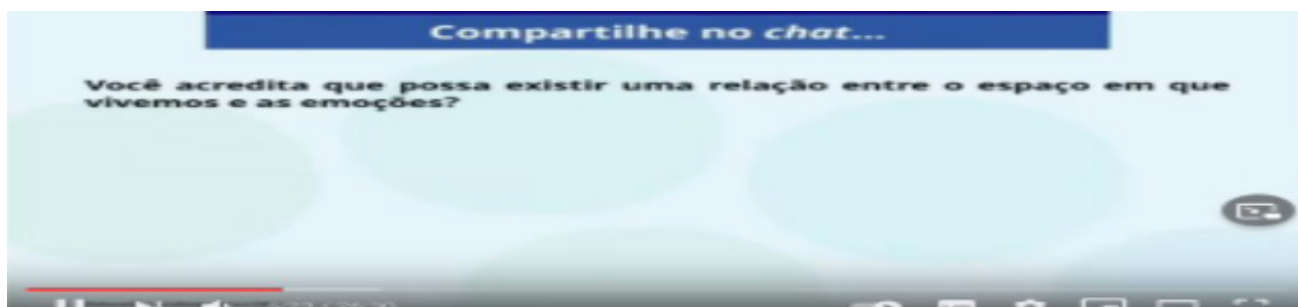 Compartilhe no chat...
Você acredita que possa existir uma relação entre o espaço em que
vivemos e as emoções?